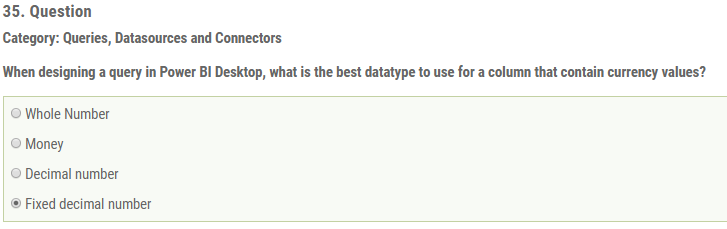 35. Question
Category: Queries, Datasources and Connectors
When designing a query in Power BI Desktop, what is the best datatype to use for a column that contain currency values?
Whole Number
Money
Decimal number
Fixed decimal number